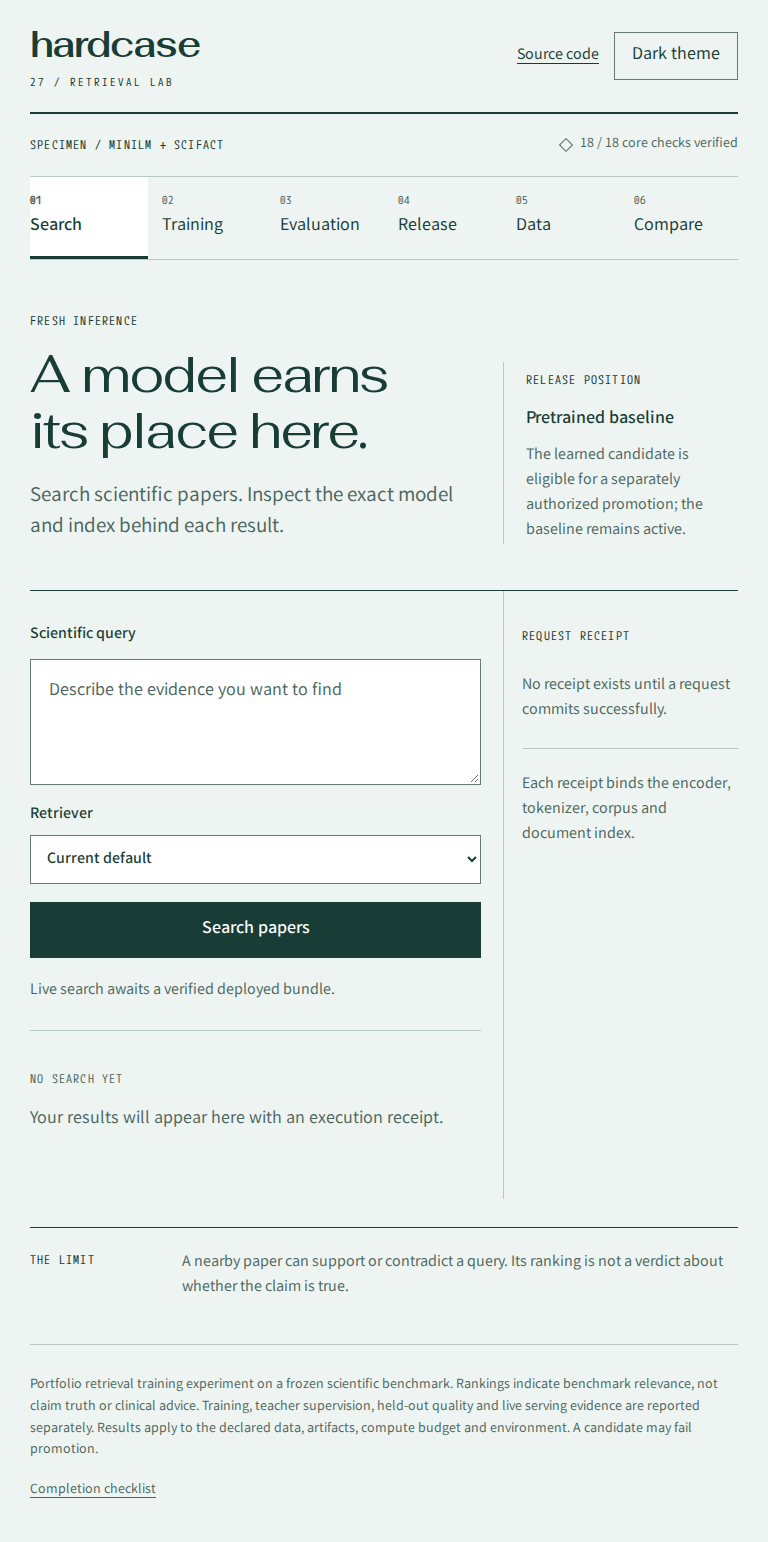 hardcase
27 / RETRIEVAL LAB
Source code
Dark theme
SPECIMEN / MINILM + SCIFACT
18 / 18 core checks verified
01
Search
02
Training
03
Evaluation
04
Release
05
Data
06
Compare
FRESH INFERENCE
A model earns
its place here.
Search scientific papers. Inspect the exact model
and index behind each result.
RELEASE POSITION
Pretrained baseline
The learned candidate is
eligible for a separately
authorized promotion; the
baseline remains active.
Scientific query
Describe the evidence you want to find
Retriever
Current default
Search papers
Live search awaits a verified deployed bundle.
NO SEARCH YET
Your results will appear here with an execution receipt.
REQUEST RECEIPT
No receipt exists until a request
commits successfully.
Each receipt binds the encoder,
tokenizer, corpus and
document index.
THE LIMIT
A nearby paper can support or contradict a query. Its ranking is not a verdict about
whether the claim is true.
Portfolio retrieval training experiment on a frozen scientific benchmark. Rankings indicate benchmark relevance, not
claim truth or clinical advice. Training, teacher supervision, held-out quality and live serving evidence are reported
separately. Results apply to the declared data, artifacts, compute budget and environment. A candidate may fail
promotion.
Completion checklist